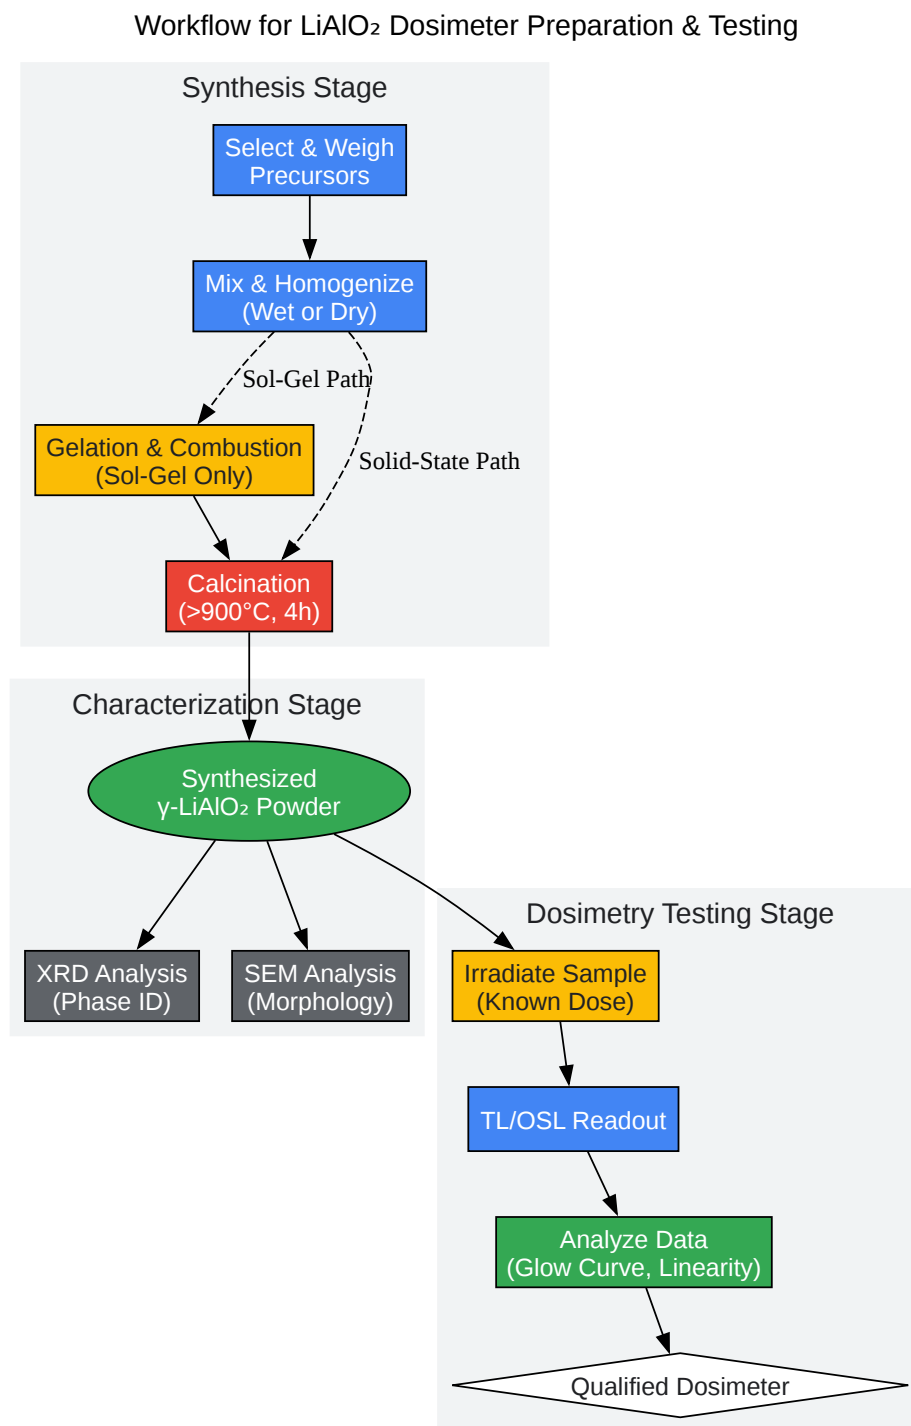 Workflow for LiAlO₂ Dosimeter Preparation & Testing
Synthesis Stage
Select & Weigh
Precursors
Mix & Homogenize
(Wet or Dry)
Sol-Gel Path
Gelation & Combustion
(Sol-Gel Only)
Solid-State Path
Calcination
(>900°C, 4h)
Characterization Stage
Synthesized
γ-LiAlO₂ Powder
XRD Analysis
(Phase ID)
SEM Analysis
(Morphology)
Dosimetry Testing Stage
Irradiate Sample
(Known Dose)
TL/OSL Readout
Analyze Data
(Glow Curve, Linearity)
Qualified Dosimeter